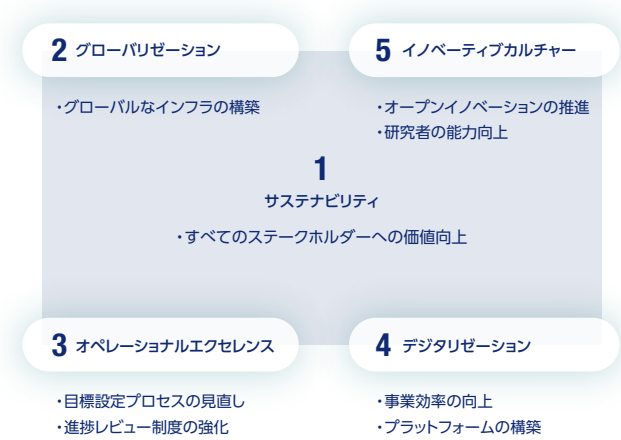 2 グローバリゼーション
・グローバルなインフラの構築
5 イノベーティブカルチャー
・オープンイノベーションの推進
・研究者の能力向上
1
サステナビリティ
・すべてのステークホルダーへの価値向上
3 オペレーショナルエクセレンス
・目標設定プロセスの見直し
・進捗レビュー制度の強化
4 デジタリゼーション
・事業効率の向上
・プラットフォームの構築